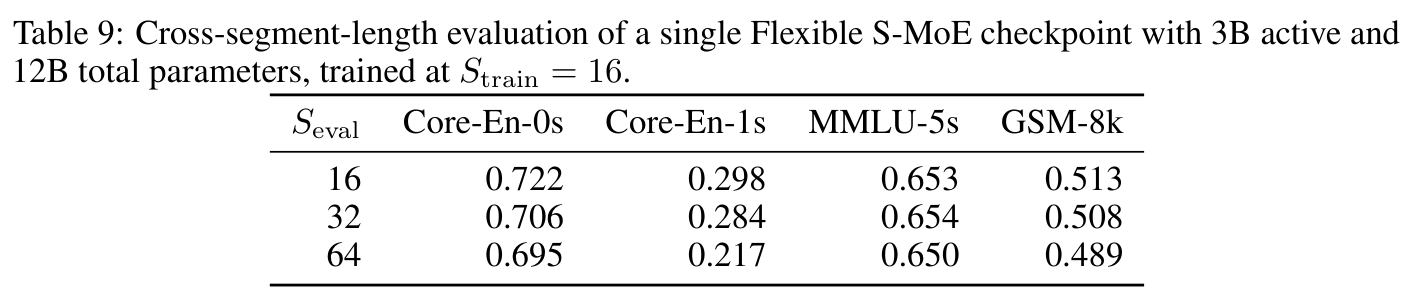 Table 9: Cross-segment-length evaluation of a single Flexible S-MoE checkpoint with 3B active and
12B total parameters, trained at S_train = 16.
S_eval Core-En-0s Core-En-1s MMLU-5s GSM-8k
16 0.722 0.298 0.653 0.513
32 0.706 0.284 0.654 0.508
64 0.695 0.217 0.650 0.489